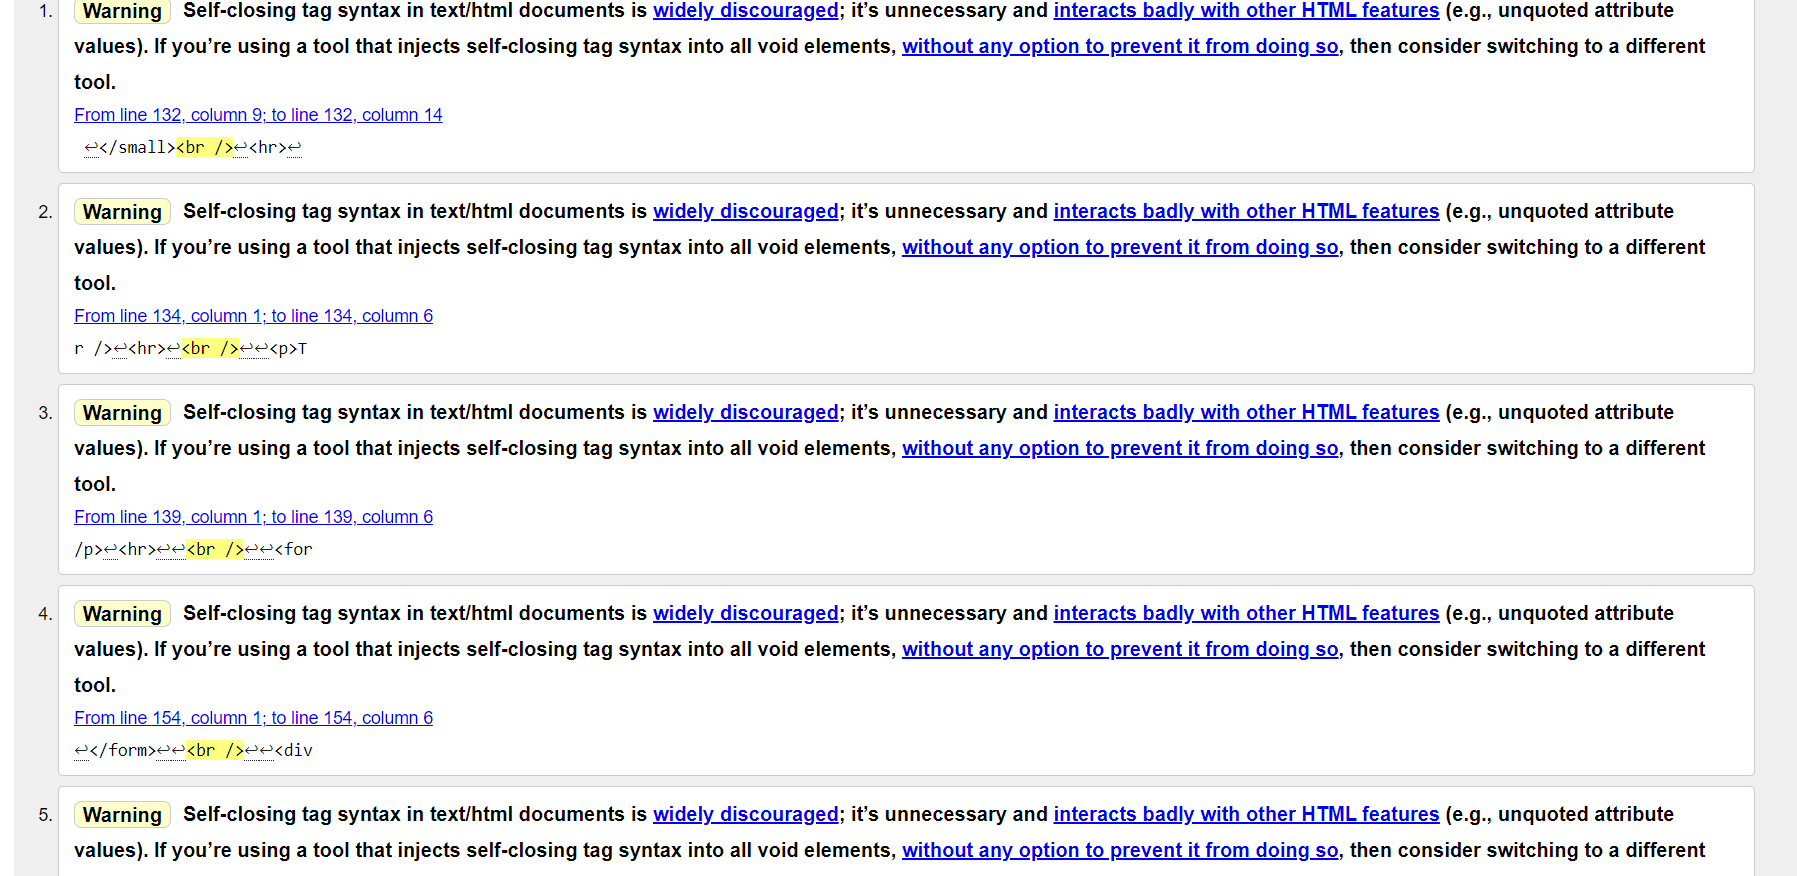 1. Warning Self-closing tag syntax in text/html documents is widely discouraged; it’s unnecessary and interacts badly with other HTML features (e.g., unquoted attribute
values). If you’re using a tool that injects self-closing tag syntax into all void elements, without any option to prevent it from doing so, then consider switching to a different
tool.
From line 132, column 9; to line 132, column 14
↩</small><br />↩<hr>↩
2. Warning Self-closing tag syntax in text/html documents is widely discouraged; it’s unnecessary and interacts badly with other HTML features (e.g., unquoted attribute
values). If you’re using a tool that injects self-closing tag syntax into all void elements, without any option to prevent it from doing so, then consider switching to a different
tool.
From line 134, column 1; to line 134, column 6
r />↩<hr>↩<br />↩↩<p>T
3. Warning Self-closing tag syntax in text/html documents is widely discouraged; it’s unnecessary and interacts badly with other HTML features (e.g., unquoted attribute
values). If you’re using a tool that injects self-closing tag syntax into all void elements, without any option to prevent it from doing so, then consider switching to a different
tool.
From line 139, column 1; to line 139, column 6
/p>↩<hr>↩↩<br />↩↩<for
4. Warning Self-closing tag syntax in text/html documents is widely discouraged; it’s unnecessary and interacts badly with other HTML features (e.g., unquoted attribute
values). If you’re using a tool that injects self-closing tag syntax into all void elements, without any option to prevent it from doing so, then consider switching to a different
tool.
From line 154, column 1; to line 154, column 6
↩</form>↩↩<br />↩↩<div
5. Warning Self-closing tag syntax in text/html documents is widely discouraged; it’s unnecessary and interacts badly with other HTML features (e.g., unquoted attribute
values). If you’re using a tool that injects self-closing tag syntax into all void elements, without any option to prevent it from doing so, then consider switching to a different